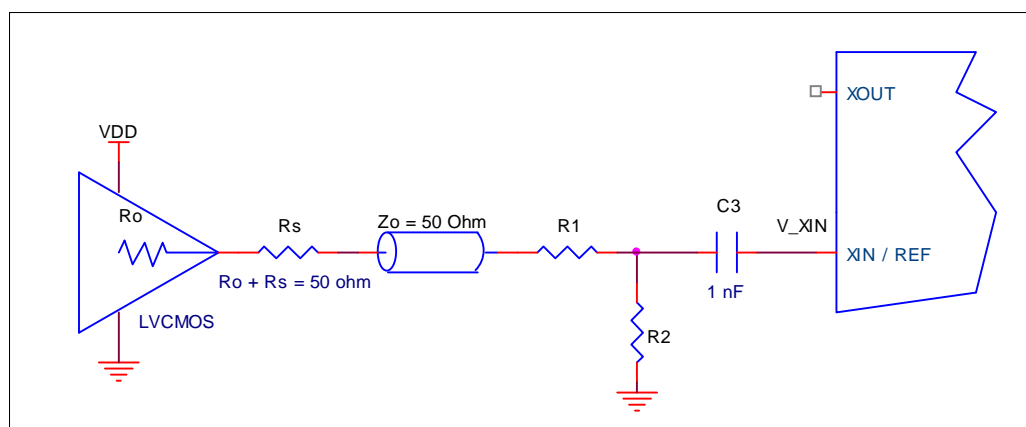 XOUT
VDD
Ro
Rs
Zo = 50 Ohm
R1
C3
V_XIN
XIN / REF
Ro + Rs = 50 ohm
1 nF
LVCMOS
R2